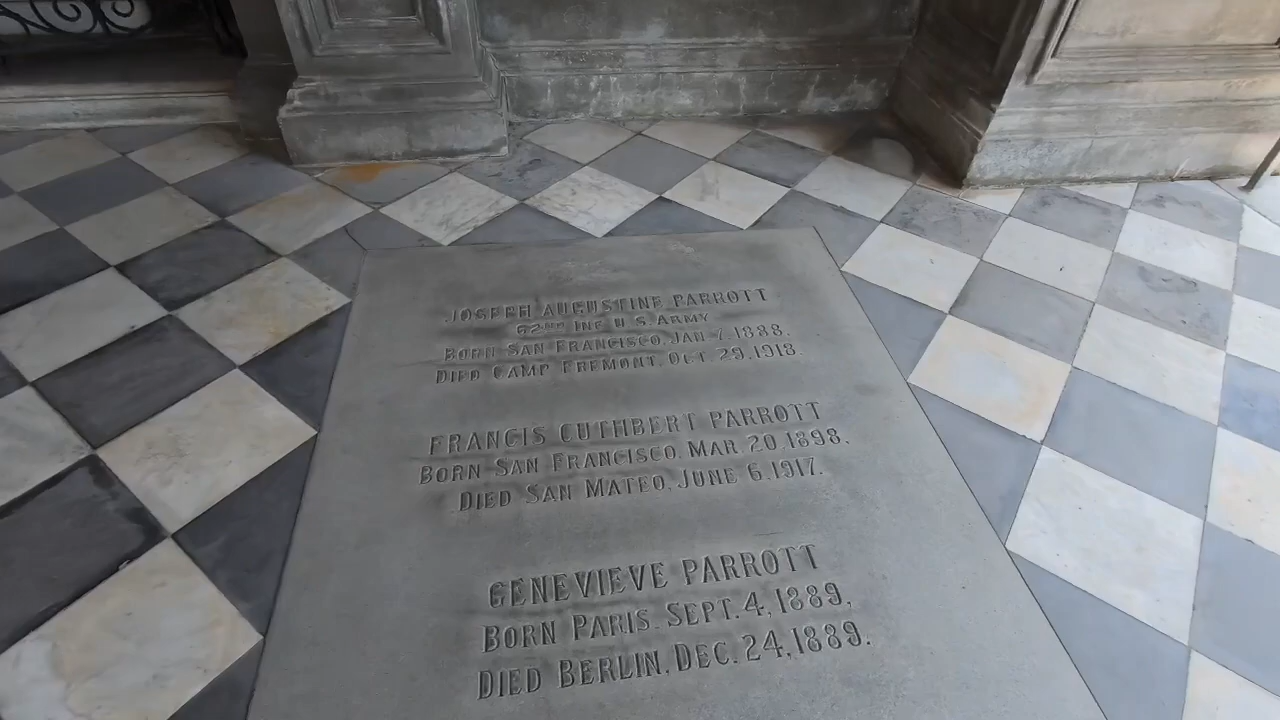 JOSEPH AUGUSTINE PARROTT
62ND INF U.S. ARMY
BORN SAN FRANCISCO, JAN 7, 1888.
DIED CAMP FREMONT, OCT 29, 1918.
FRANCIS CUTHBERT PARROTT
BORN SAN FRANCISCO, MAR 20, 1898,
DIED SAN MATEO, JUNE 6, 1917.
GENEVIEVE PARROTT
BORN PARIS. SEPT. 4, 1889,
DIED BERLIN, DEC. 24, 1889.